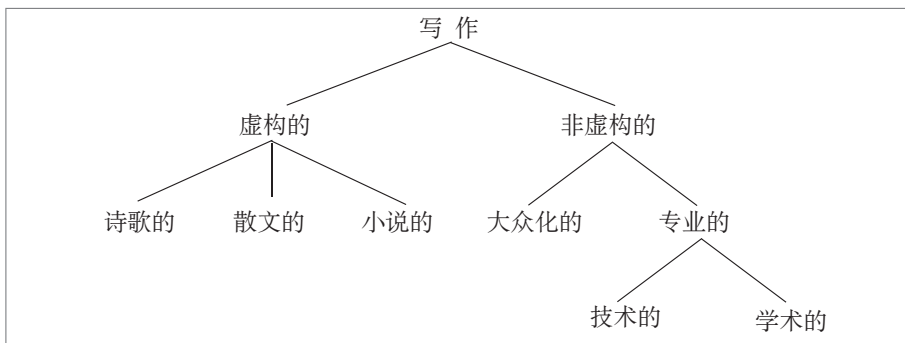 写 作
虚构的 非虚构的
诗歌的 散文的 小说的 大众化的 专业的
技术的 学术的